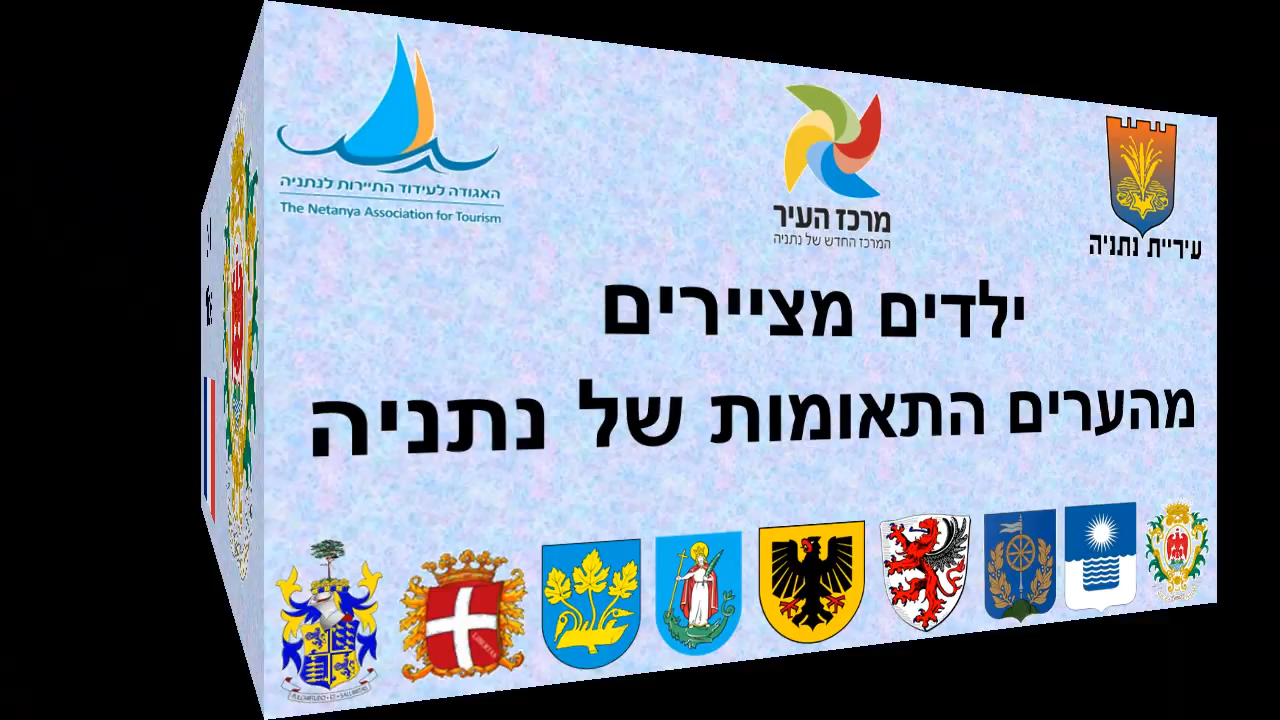 האגודה לעידוד התיירות לנתניה
The Netanya Association for Tourism
מרכז העיר
המרכז החדש של נתניה
עיריית נתניה
ילדים מציירים
מהערים התאומות של נתניה